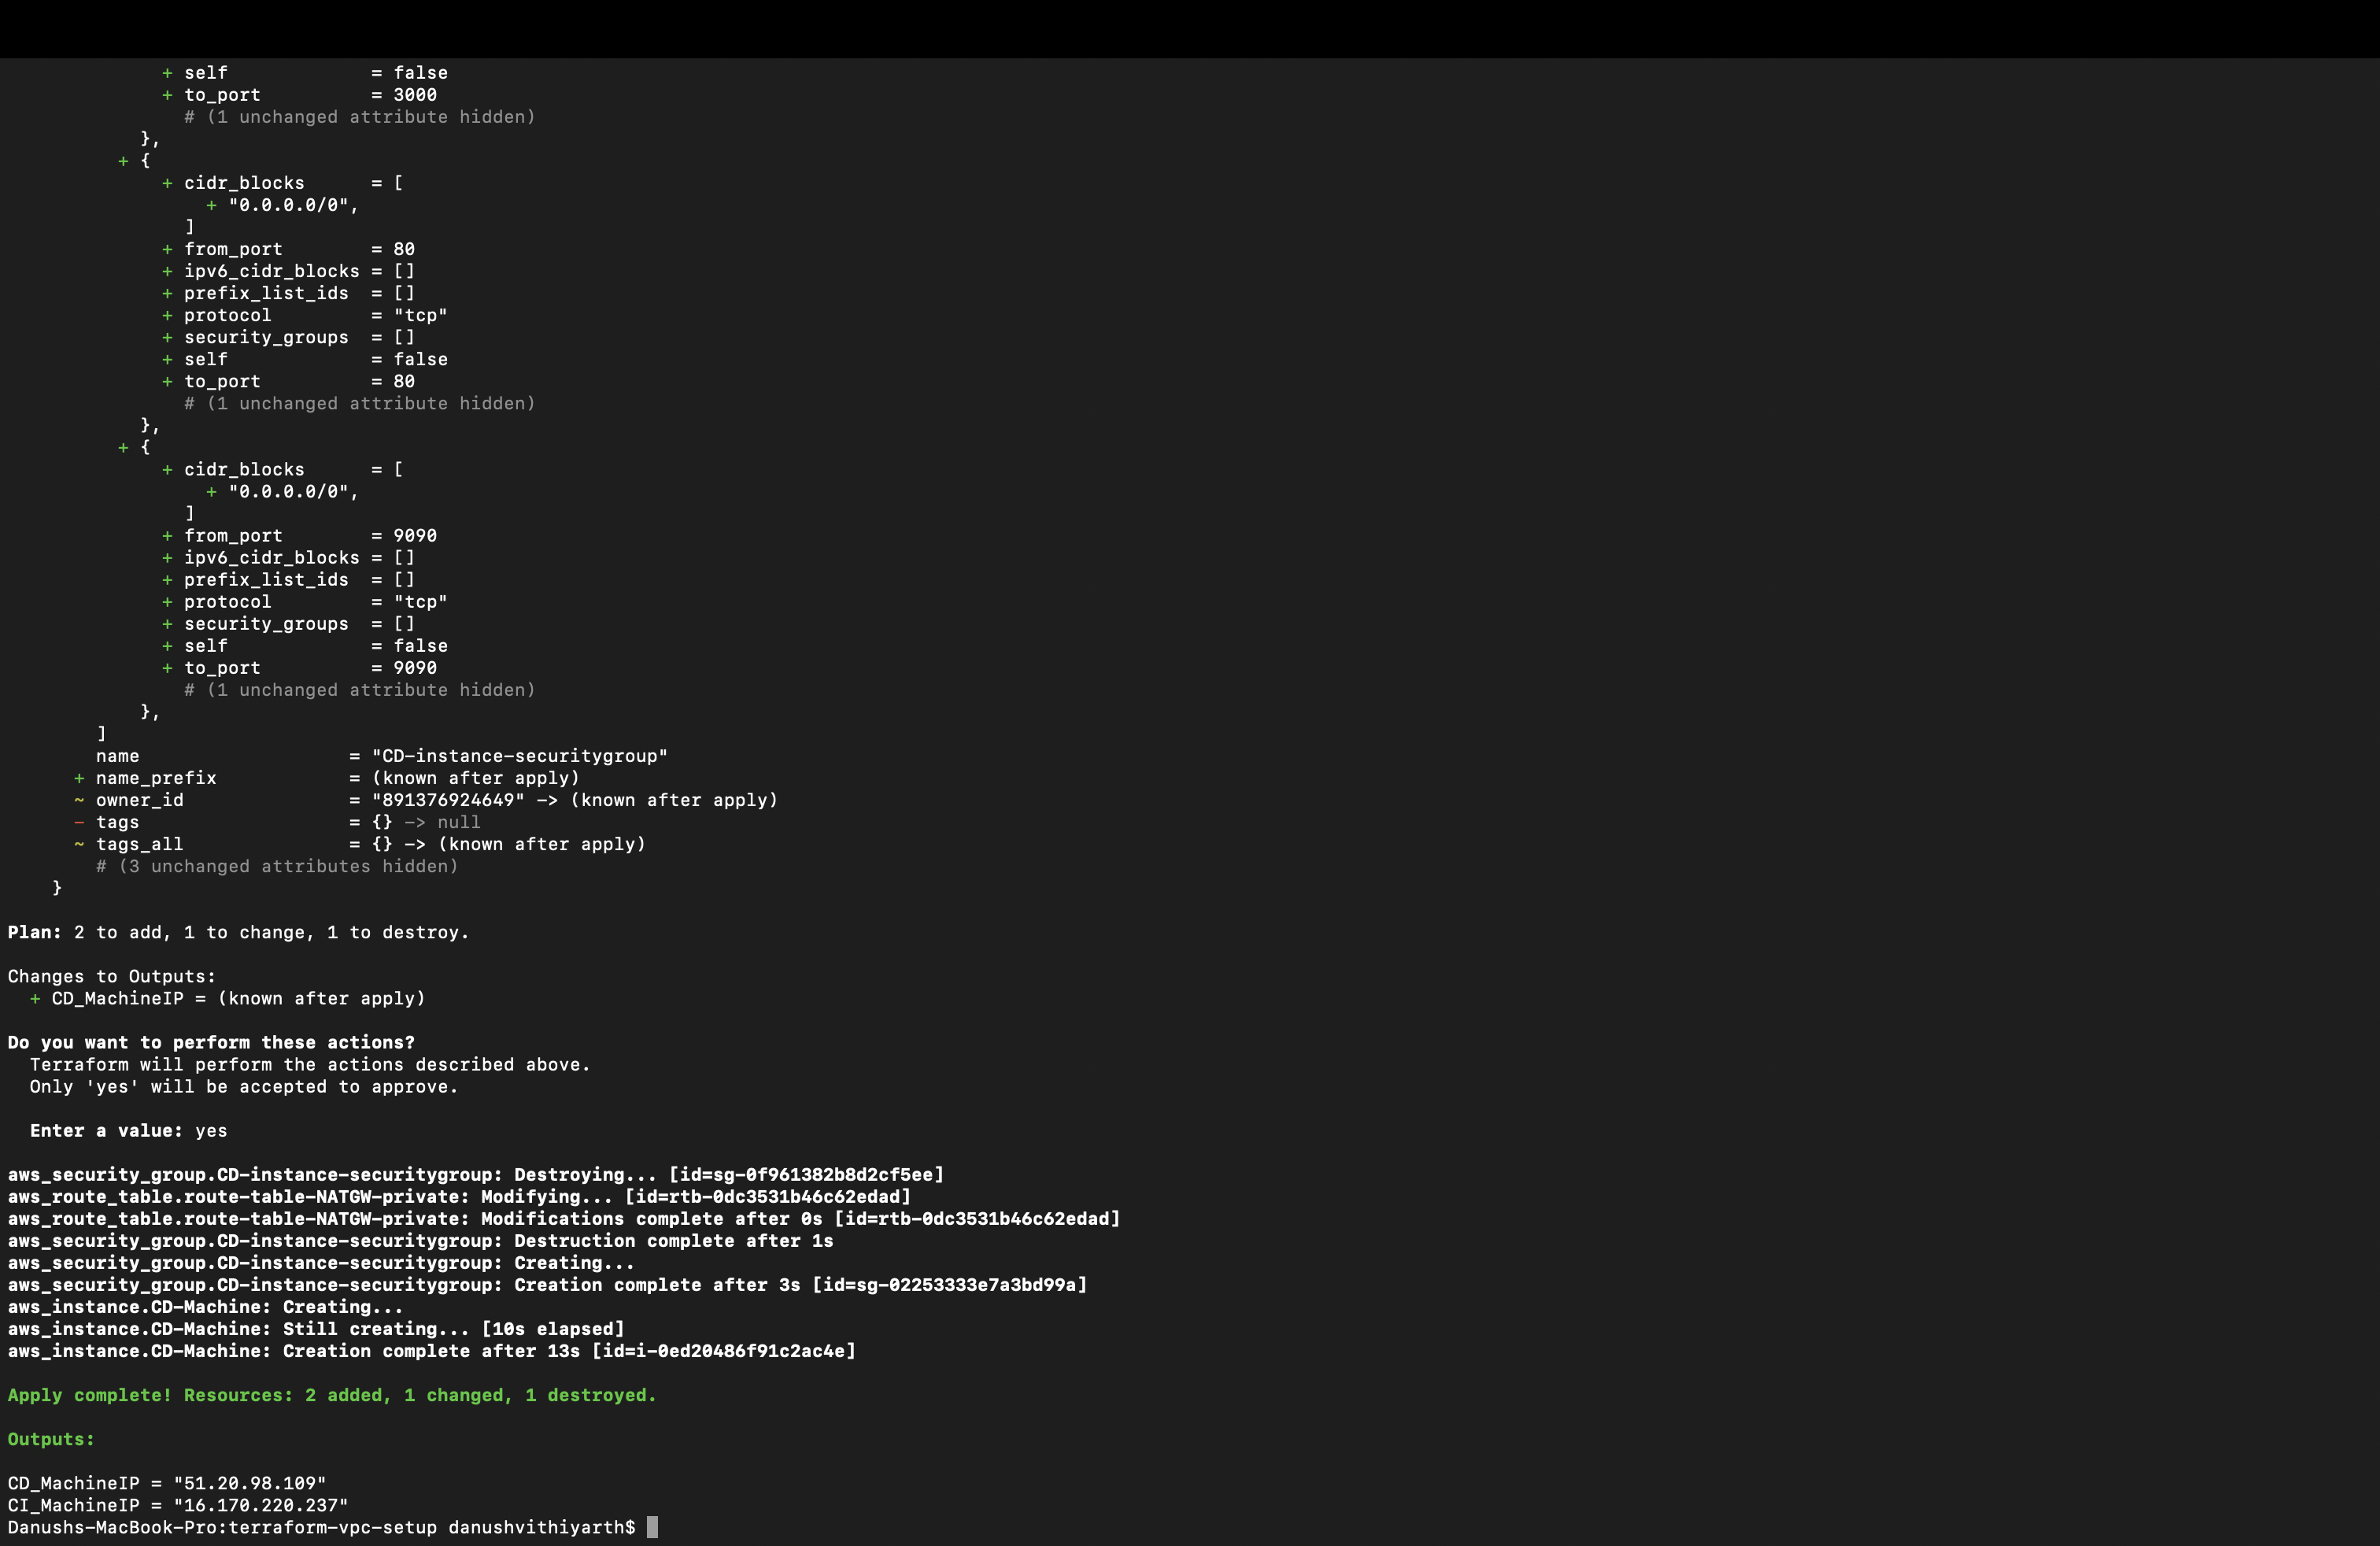 + self             = false
+ to_port          = 3000
# (1 unchanged attribute hidden)
},
+ {
+ cidr_blocks      = [
+ "0.0.0.0/0",
]
+ from_port        = 80
+ ipv6_cidr_blocks = []
+ prefix_list_ids  = []
+ protocol         = "tcp"
+ security_groups  = []
+ self             = false
+ to_port          = 80
# (1 unchanged attribute hidden)
},
+ {
+ cidr_blocks      = [
+ "0.0.0.0/0",
]
+ from_port        = 9090
+ ipv6_cidr_blocks = []
+ prefix_list_ids  = []
+ protocol         = "tcp"
+ security_groups  = []
+ self             = false
+ to_port          = 9090
# (1 unchanged attribute hidden)
},
]
name                   = "CD-instance-securitygroup"
+ name_prefix            = (known after apply)
~ owner_id               = "891376924649" -> (known after apply)
- tags                   = {} -> null
~ tags_all               = {} -> (known after apply)
# (3 unchanged attributes hidden)
}
Plan: 2 to add, 1 to change, 1 to destroy.
Changes to Outputs:
+ CD_MachineIP = (known after apply)
Do you want to perform these actions?
Terraform will perform the actions described above.
Only 'yes' will be accepted to approve.
Enter a value: yes
aws_security_group.CD-instance-securitygroup: Destroying... [id=sg-0f961382b8d2cf5ee]
aws_route_table.route-table-NATGW-private: Modifying... [id=rtb-0dc3531b46c62edad]
aws_route_table.route-table-NATGW-private: Modifications complete after 0s [id=rtb-0dc3531b46c62edad]
aws_security_group.CD-instance-securitygroup: Destruction complete after 1s
aws_security_group.CD-instance-securitygroup: Creating...
aws_security_group.CD-instance-securitygroup: Creation complete after 3s [id=sg-02253333e7a3bd99a]
aws_instance.CD-Machine: Creating...
aws_instance.CD-Machine: Still creating... [10s elapsed]
aws_instance.CD-Machine: Creation complete after 13s [id=i-0ed20486f91c2ac4e]
Apply complete! Resources: 2 added, 1 changed, 1 destroyed.
Outputs:
CD_MachineIP = "51.20.98.109"
CI_MachineIP = "16.170.220.237"
Danushs-MacBook-Pro:terraform-vpc-setup danushvithiyarth$